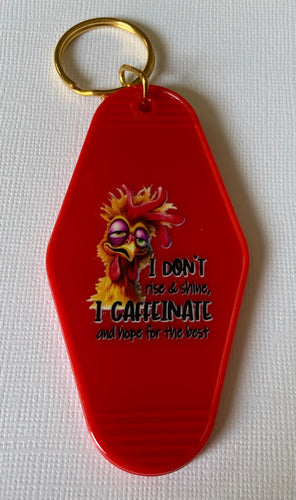 I DON'T
rise & shine,
I CAFFEINATE
and hope for the best